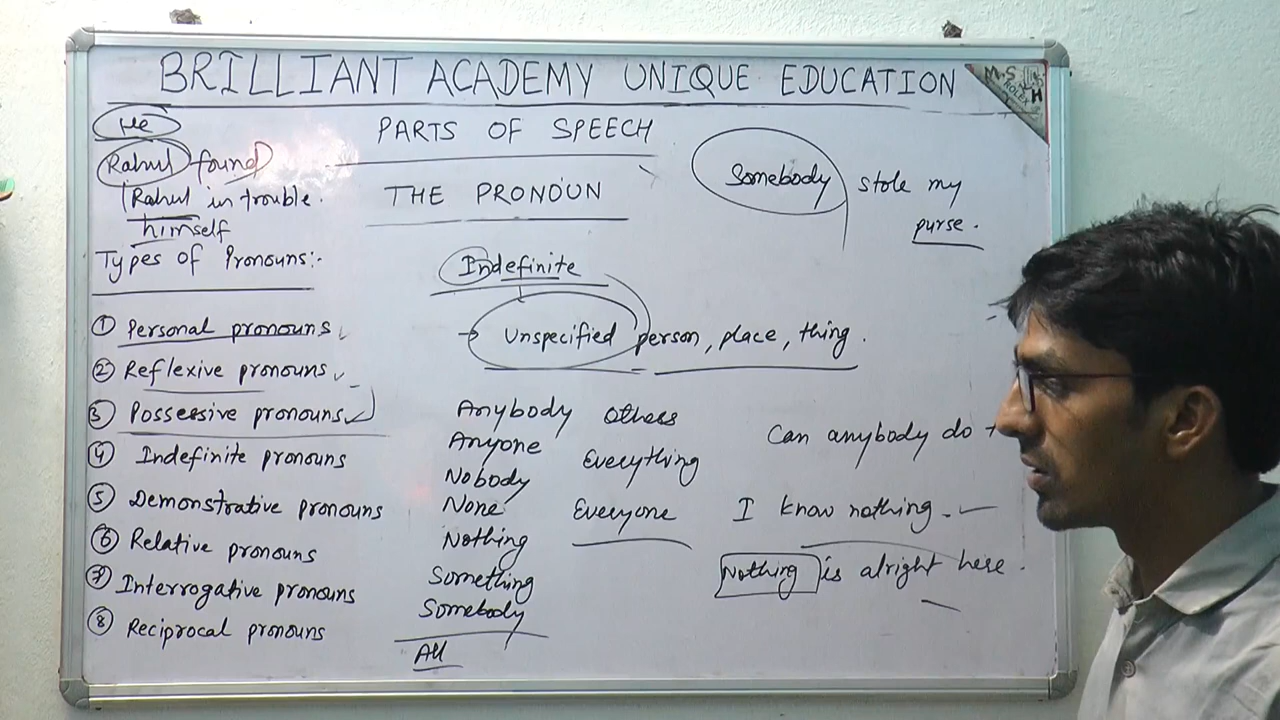 BRILLIANT ACADEMY UNIQUE EDUCATION
M.S
ROLEX
PARTS OF SPEECH
THE PRONOUN
He
Rahul found
Rahul in trouble.
himself
Types of Pronouns:-
① Personal pronouns
② Reflexive pronouns
③ Possessive pronouns
④ Indefinite pronouns
⑤ Demonstrative pronouns
⑥ Relative pronouns
⑦ Interrogative pronouns
⑧ Reciprocal pronouns
Indefinite
→ Unspecified person, place, thing.
Anybody
Anyone
Nobody
None
Nothing
Something
Somebody
All
Others
Everything
Everyone
Somebody stole my
purse.
Can anybody do
I know nothing.
Nothing is alright here.